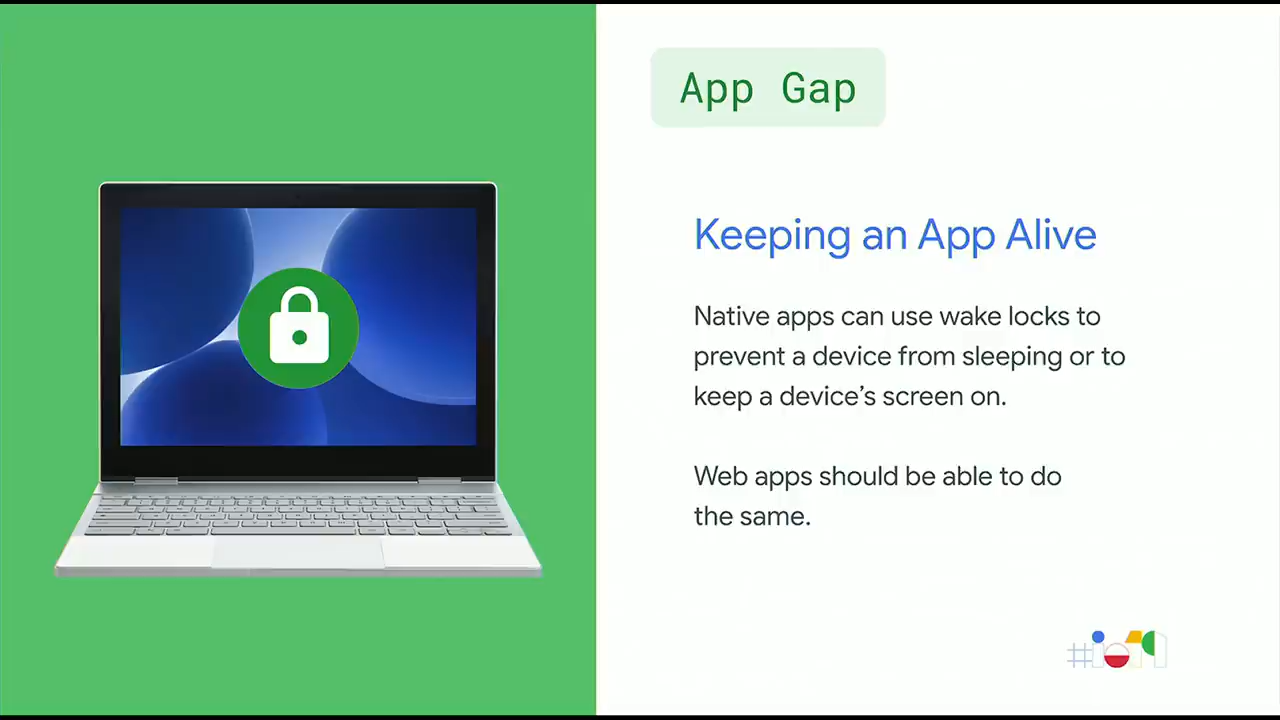 App Gap
Keeping an App Alive
Native apps can use wake locks to
prevent a device from sleeping or to
keep a device’s screen on.
Web apps should be able to do
the same.
#io19